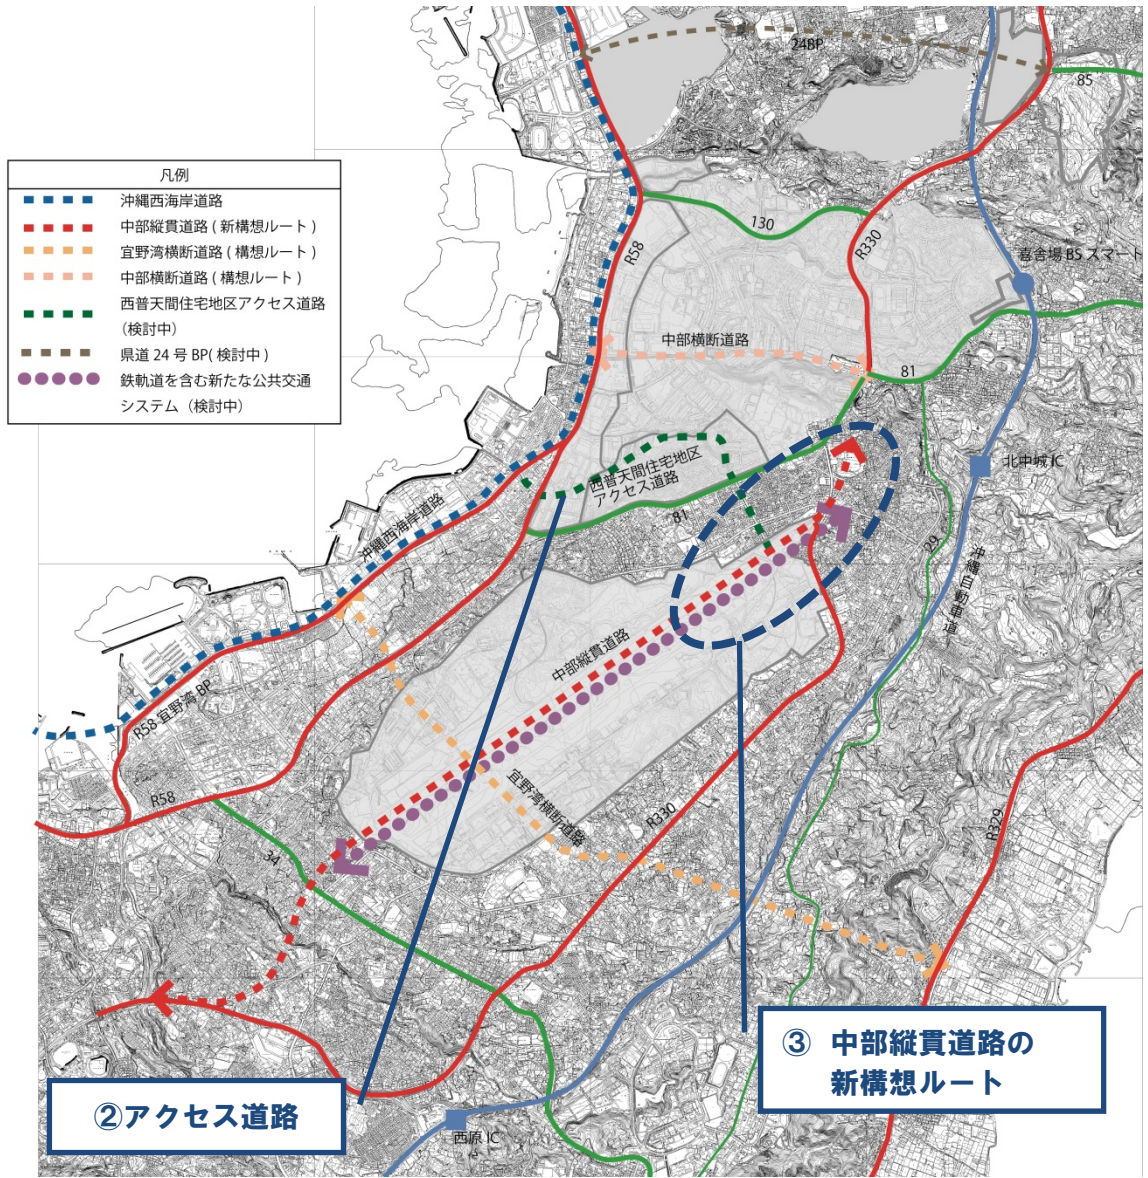 24BP
85
凡例
沖縄西海岸道路
中部縦貫道路 ( 新構想ルート )
宜野湾横断道路 ( 構想ルート )
中部横断道路 ( 構想ルート )
西普天間住宅地区アクセス道路
（検討中）
県道 24 号 BP( 検討中 )
鉄軌道を含む新たな公共交通
システム（検討中）
130
R58
R330
喜舎場 BS スマート
中部横断道路
81
西普天間住宅地区
アクセス道路
北中城 IC
81
沖縄西海岸道路
29
沖縄自動車道
中部縦貫道路
R58 宜野湾 BP
宜野湾横断道路
R58
R330
R329
34
③ 中部縦貫道路の
新構想ルート
②アクセス道路
西原 IC